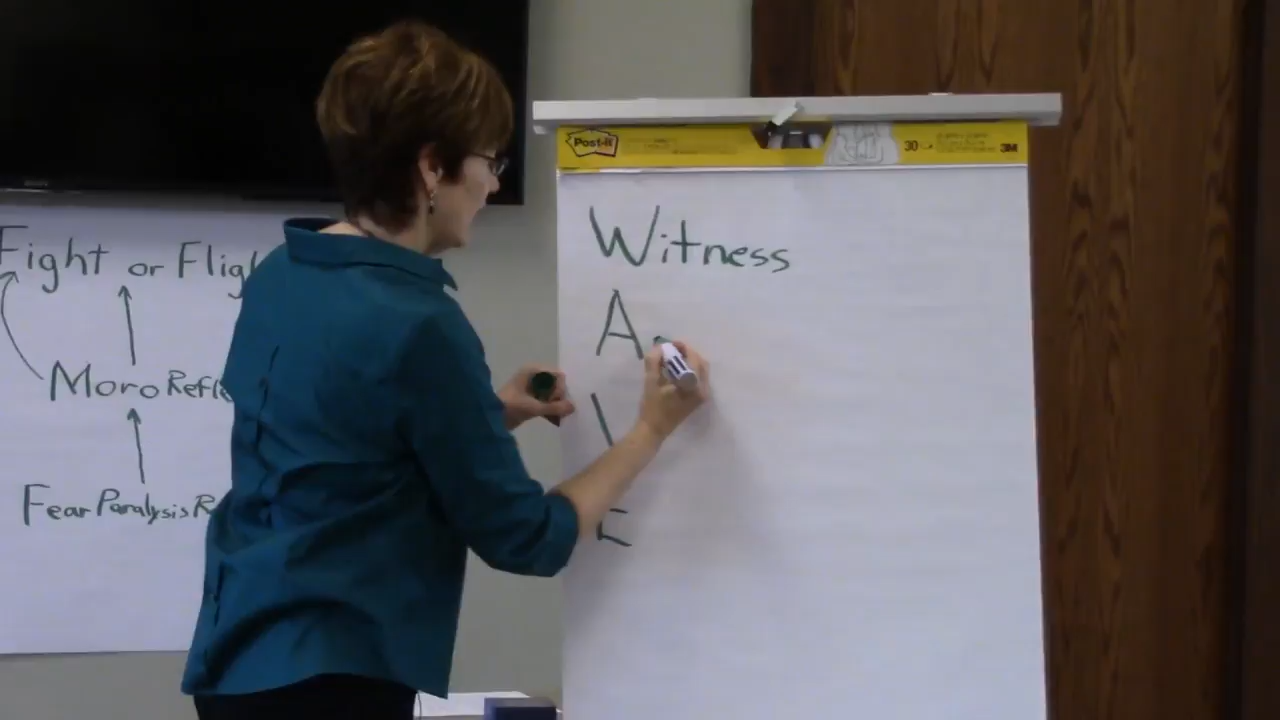 Fight or Fligh
Moro Refle
Fear Paralysis R
Post-it
30
3M
Witness
A
E